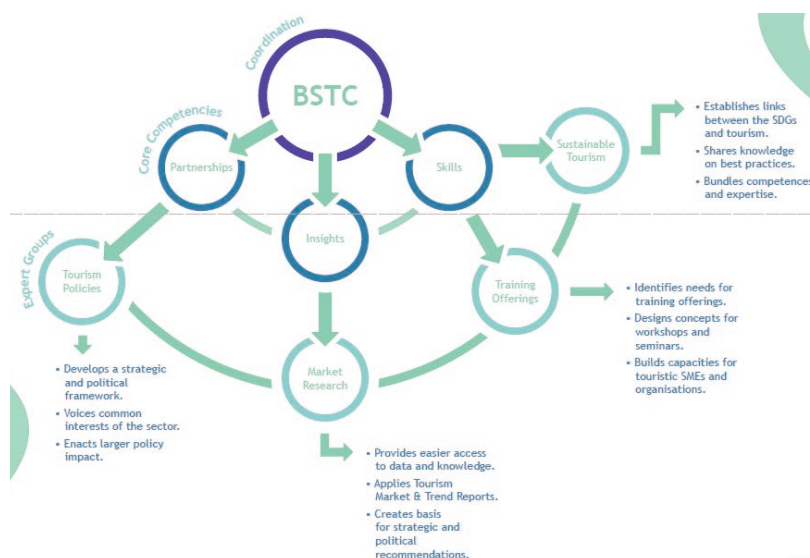 Coordination
BSTC
Core Competencies
Partnerships
Insights
Skills
Sustainable
Tourism
• Establishes links
between the SDGs
and tourism.
• Shares knowledge
on best practices.
• Bundles competences
and expertise.
Expert Groups
Tourism
Policies
Market
Research
Training
Offerings
• Identifies needs for
training offerings.
• Designs concepts for
workshops and
seminars.
• Builds capacities for
touristic SMEs and
organisations.
• Develops a strategic
and political
framework.
• Voices common
interests of the sector.
• Enacts larger policy
impact.
• Provides easier access
to data and knowledge.
• Applies Tourism
Market & Trend Reports.
• Creates basis
for strategic and
political
recommendations.